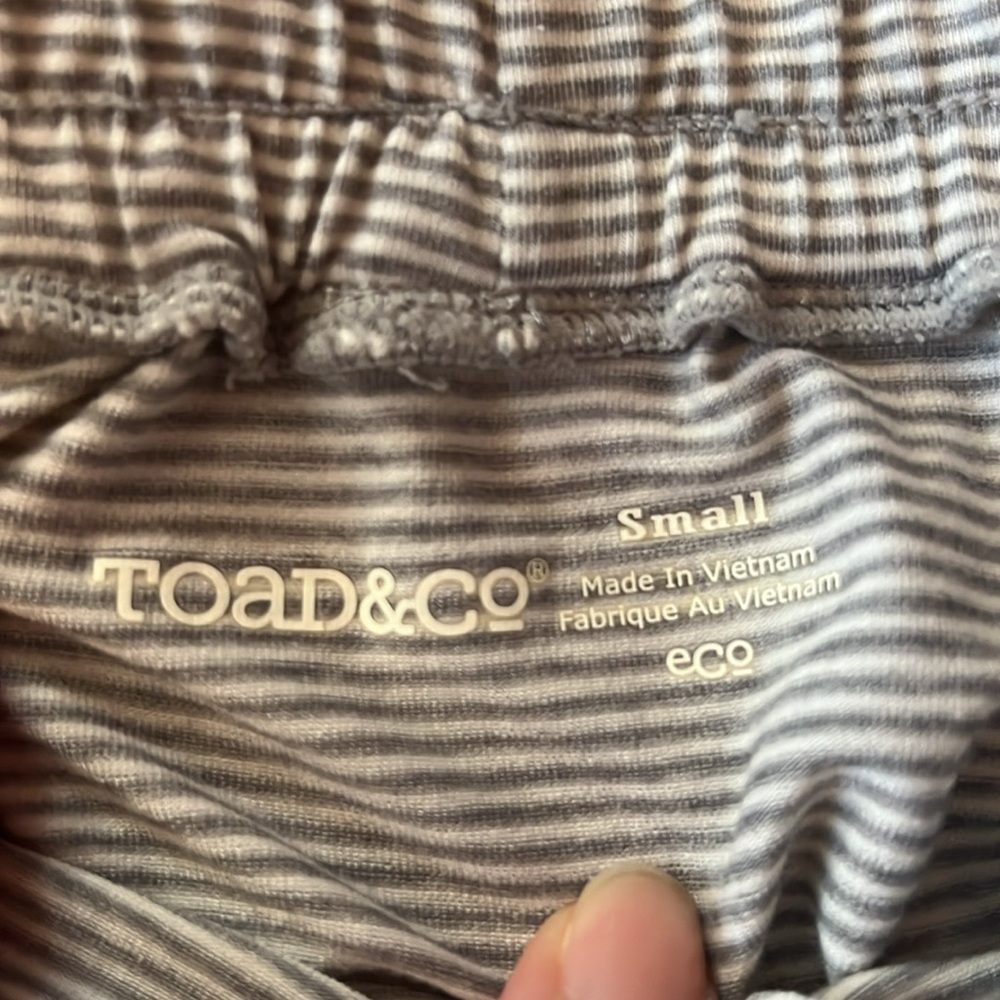 TOAD&CO®
Small
Made In Vietnam
Fabrique Au Vietnam
eco